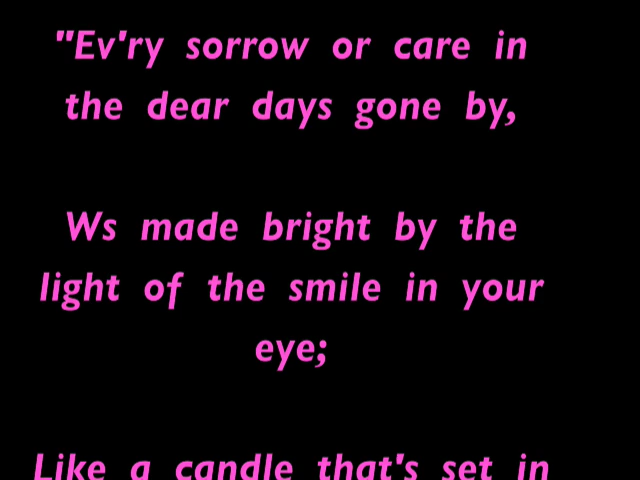 "Ev'ry sorrow or care in
the dear days gone by,
Ws made bright by the
light of the smile in your
eye;
Like a candle that's set in